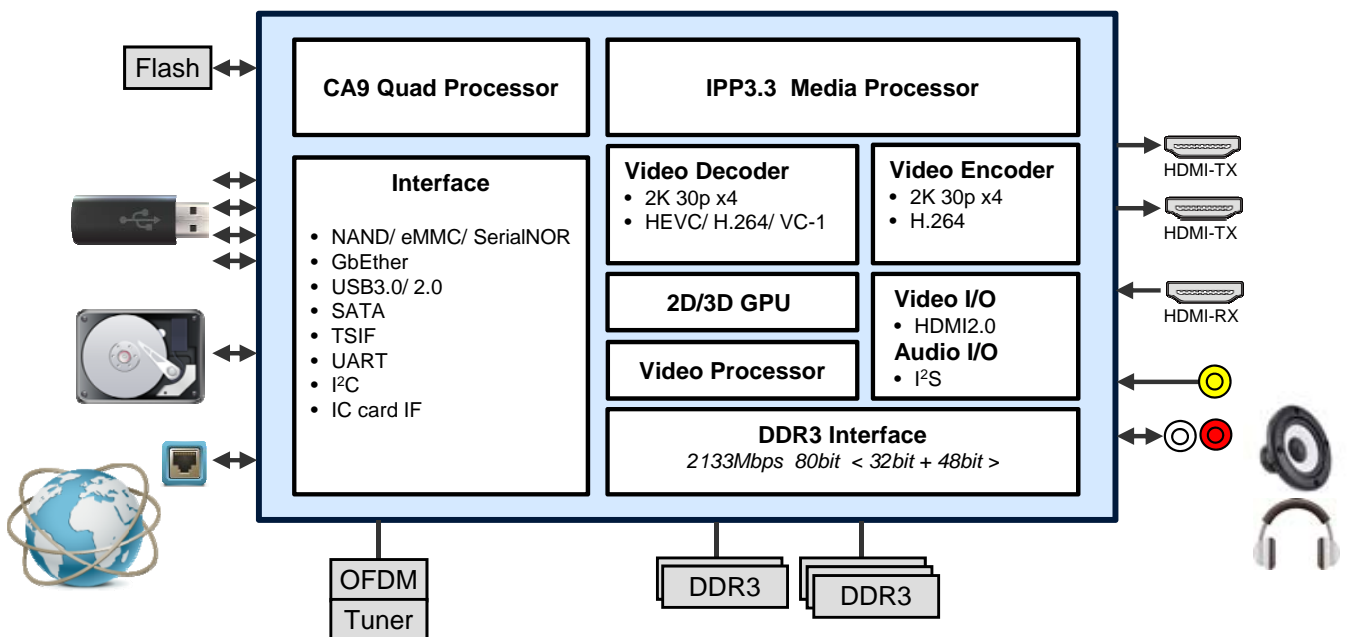 Flash
CA9 Quad Processor
IPP3.3 Media Processor
Interface
• NAND/ eMMC/ SerialNOR
• GbEther
• USB3.0/ 2.0
• SATA
• TSIF
• UART
• I²C
• IC card IF
Video Decoder
• 2K 30p x4
• HEVC/ H.264/ VC-1
Video Encoder
• 2K 30p x4
• H.264
2D/3D GPU
Video Processor
Video I/O
• HDMI2.0
Audio I/O
• I²S
DDR3 Interface
2133Mbps 80bit < 32bit + 48bit >
HDMI-TX
HDMI-TX
HDMI-RX
OFDM
Tuner
DDR3
DDR3